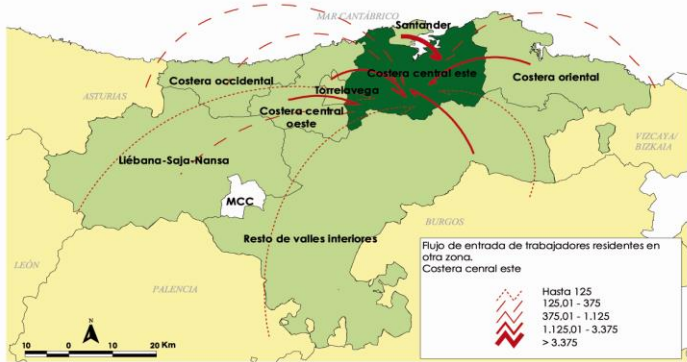 MAR CANTÁBRICO
Santander
Costera occidental
Costera central este
Costera oriental
ASTURIAS
Torrelavega
Costera central
oeste
VIZCAYA/
BIZKAIA
Liébana-Saja-Nansa
MCC
BURGOS
Resto de valles interiores
LEÓN
PALENCIA
Flujo de entrada de trabajadores residentes en
otra zona.
Costera cenral este
Hasta 125
125,01 - 375
375,01 - 1.125
1.125,01 - 3.375
> 3.375
N
10 0 10 20 Km